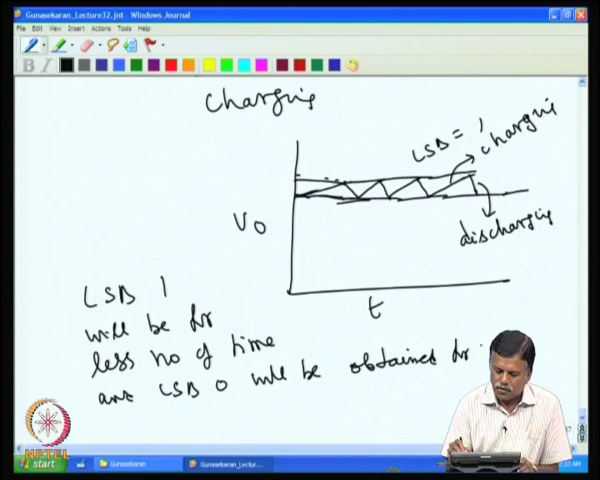 Gunasekaran_Lecture32.jnt - Windows Journal
File Edit View Insert Actions Tools Help
B I
Charging
LSB = 1
charging
V0
discharging
t
LSB 1
will be for
less no of time
and LSB 0 will be obtained for
NPTEL
start Gunasekaran Gunasekaran_Lectur...